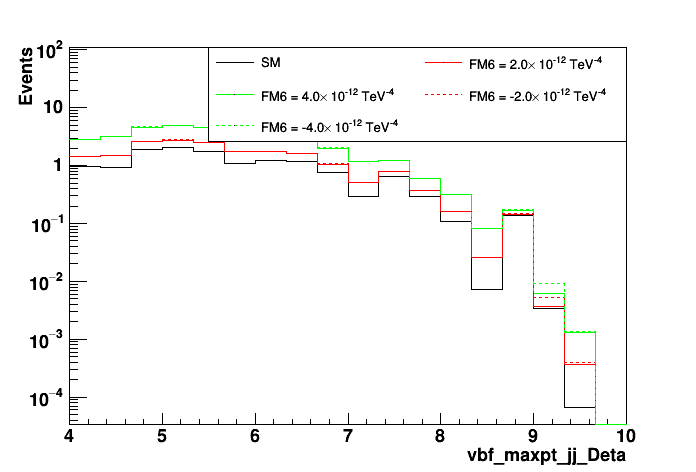 Events
10²
10
1
10⁻¹
10⁻²
10⁻³
10⁻⁴
SM
FM6 = 2.0× 10⁻¹² TeV⁻⁴
FM6 = 4.0× 10⁻¹² TeV⁻⁴
FM6 = -2.0× 10⁻¹² TeV⁻⁴
FM6 = -4.0× 10⁻¹² TeV⁻⁴
4 5 6 7 8 9 10
vbf_maxpt_jj_Deta